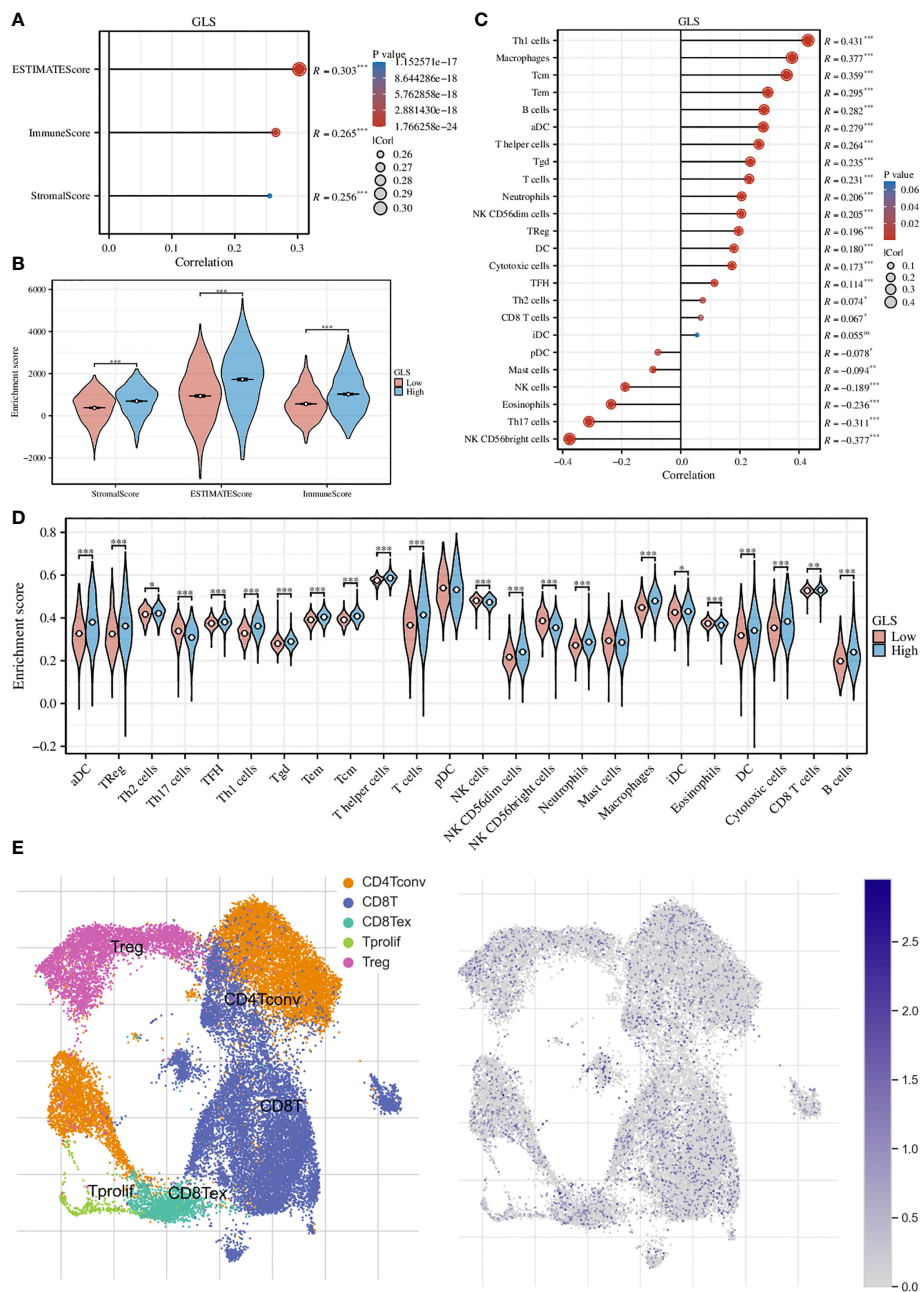 A
GLS
ESTIMATEScore
ImmuneScore
StromalScore
R = 0.303***
R = 0.265***
R = 0.256***
0.0 0.1 0.2 0.3
Correlation
P value
1.152571e-17
8.644286e-18
5.762858e-18
2.881430e-18
1.766258e-24
|Cor|
0.26
0.27
0.28
0.29
0.30
B
Enrichment score
6000
4000
2000
0
−2000
*** *** ***
StromalScore ESTIMATEScore ImmuneScore
GLS
Low
High
C
GLS
Th1 cells R = 0.431***
Macrophages R = 0.377***
Tcm R = 0.359***
Tem R = 0.295***
B cells R = 0.282***
aDC R = 0.279***
T helper cells R = 0.264***
Tgd R = 0.235***
T cells R = 0.231***
Neutrophils R = 0.206***
NK CD56dim cells R = 0.205***
TReg R = 0.196***
DC R = 0.180***
Cytotoxic cells R = 0.173***
TFH R = 0.114***
Th2 cells R = 0.074*
CD8 T cells R = 0.067*
iDC R = 0.055ns
pDC R = −0.078*
Mast cells R = −0.094**
NK cells R = −0.189***
Eosinophils R = −0.236***
Th17 cells R = −0.311***
NK CD56bright cells R = −0.377***
−0.4 −0.2 0.0 0.2 0.4
Correlation
P value
0.06
0.04
0.02
|Cor|
0.1
0.2
0.3
0.4
D
Enrichment score
0.8
0.6
0.4
0.2
0.0
−0.2
*** *** * *** *** *** *** *** *** *** *** *** *** *** *** *** * *** *** *** ** ***
aDC TReg Th2 cells Th17 cells TFH Th1 cells Tgd Tem Tcm T helper cells T cells pDC NK cells NK CD56dim cells NK CD56bright cells Neutrophils Mast cells Macrophages iDC Eosinophils DC Cytotoxic cells CD8 T cells B cells
GLS
Low
High
E
CD4Tconv
CD8T
CD8Tex
Tprolif
Treg
Treg
CD4Tconv
CD8T
Tprolif
CD8Tex
2.5
2.0
1.5
1.0
0.5
0.0